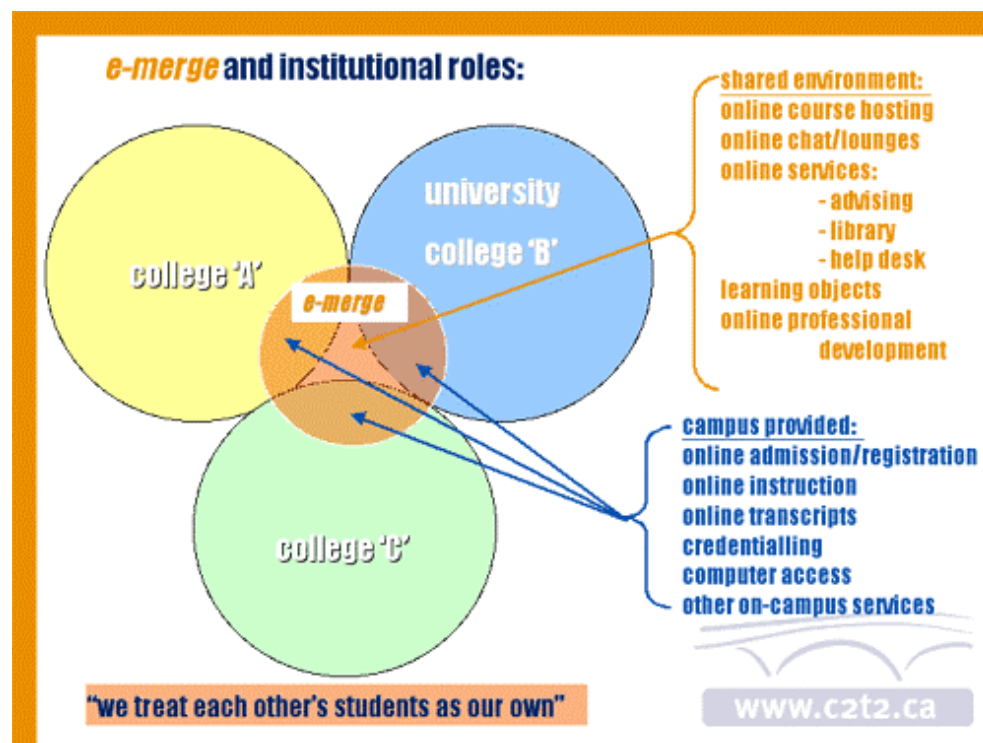 e-merge and institutional roles:
shared environment:
online course hosting
online chat/lounges
online services:
- advising
- library
- help desk
learning objects
online professional
development
university
college 'B'
college 'A'
e-merge
campus provided:
online admission/registration
online instruction
online transcripts
credentialling
computer access
other on-campus services
college 'C'
"we treat each other's students as our own"
www.c2t2.ca